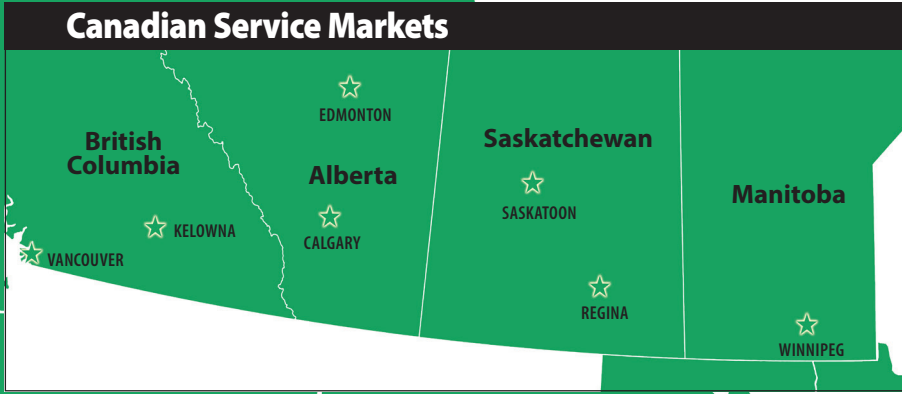 Canadian Service Markets
EDMONTON
British
Columbia
Alberta
Saskatchewan
Manitoba
SASKATOON
KELOWNA
CALGARY
VANCOUVER
REGINA
WINNIPEG